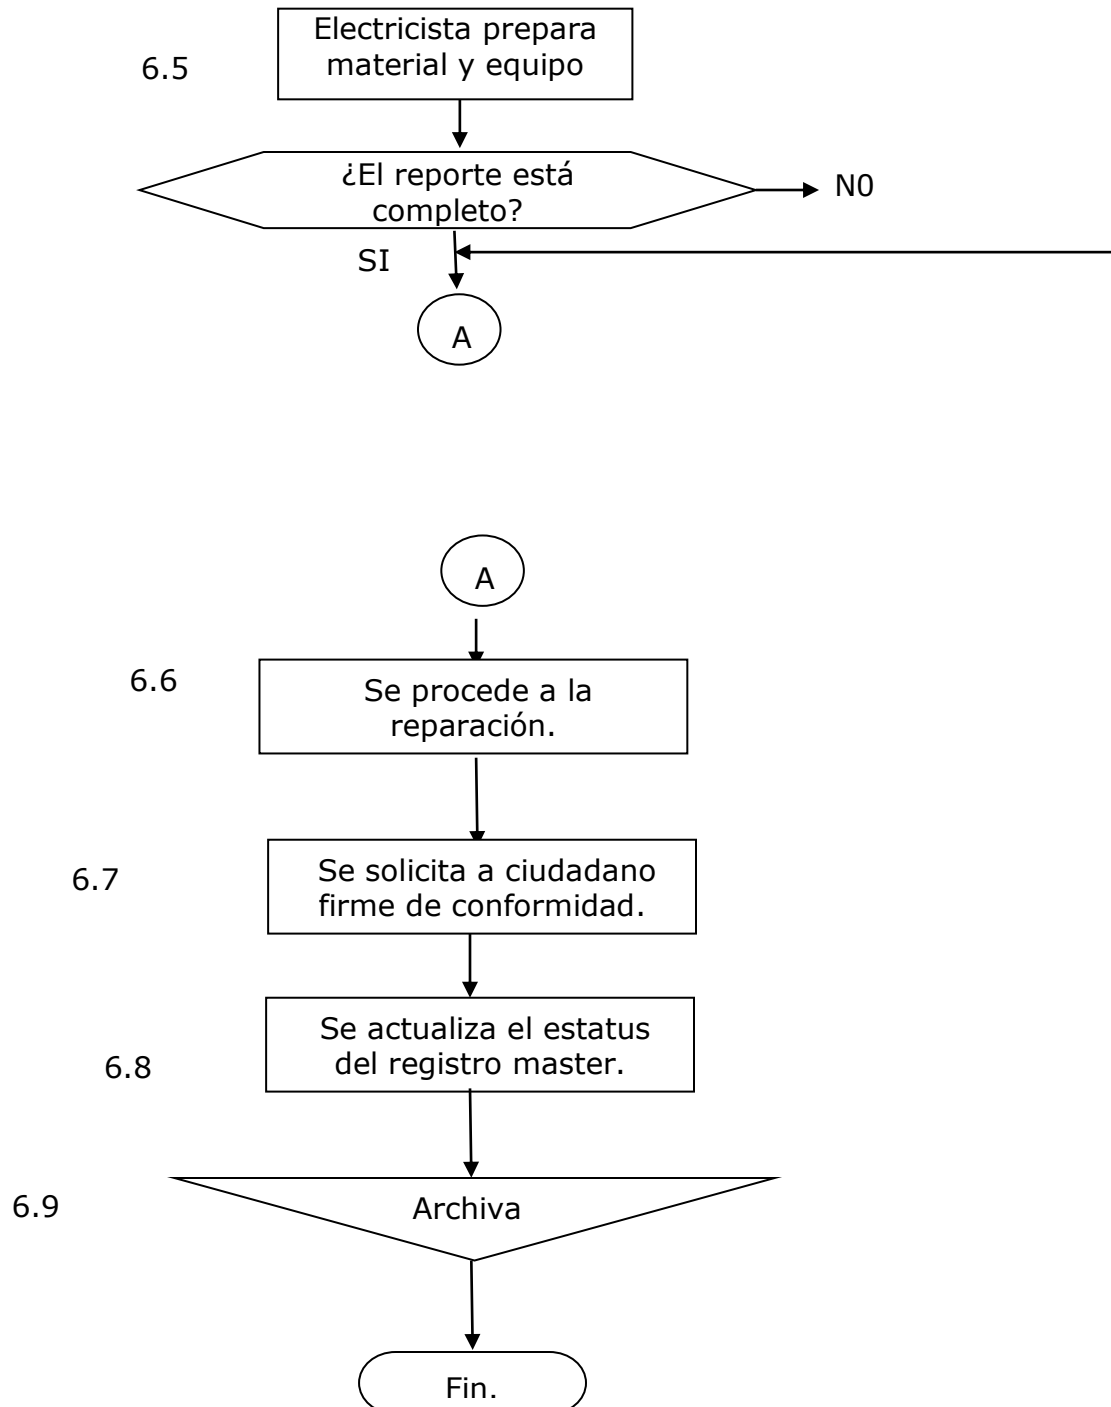 Electricista prepara
material y equipo
6.5
¿El reporte está
completo?
N0
SI
A
A
6.6
Se procede a la
reparación.
6.7
Se solicita a ciudadano
firme de conformidad.
Se actualiza el estatus
del registro master.
6.8
6.9
Archiva
Fin.